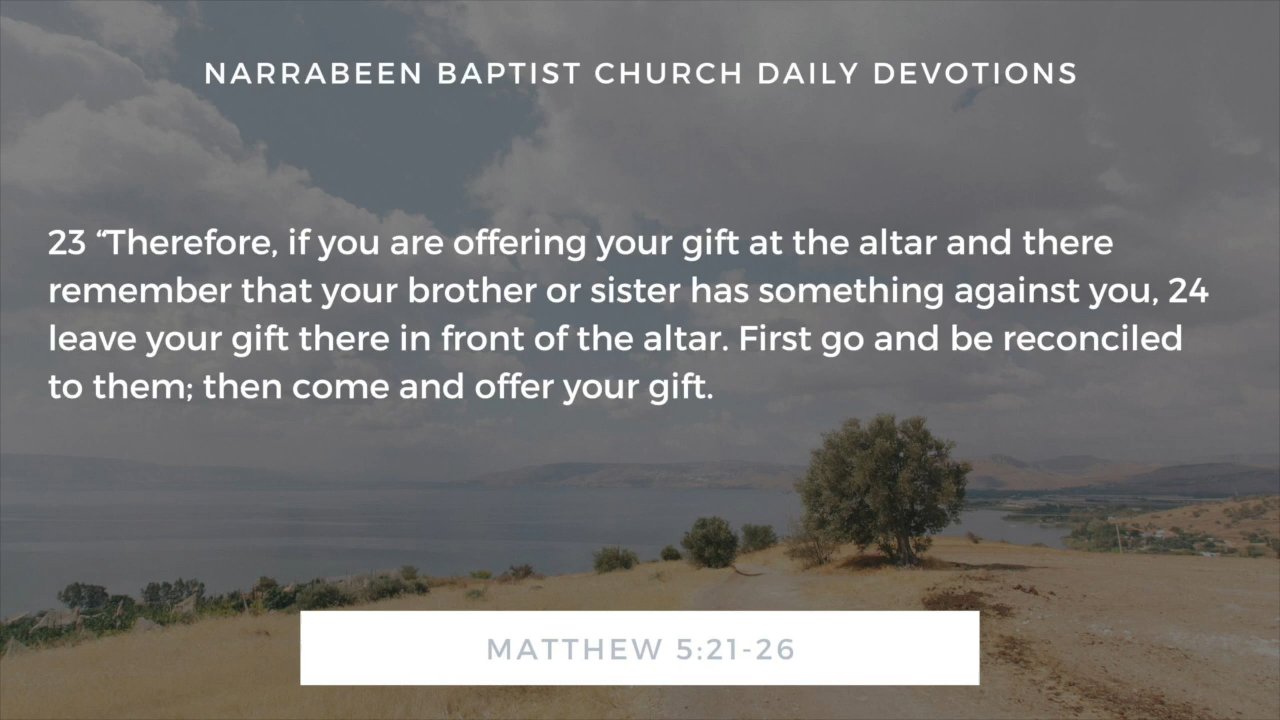 NARRABEEN BAPTIST CHURCH DAILY DEVOTIONS
23 “Therefore, if you are offering your gift at the altar and there
remember that your brother or sister has something against you, 24
leave your gift there in front of the altar. First go and be reconciled
to them; then come and offer your gift.
MATTHEW 5:21-26